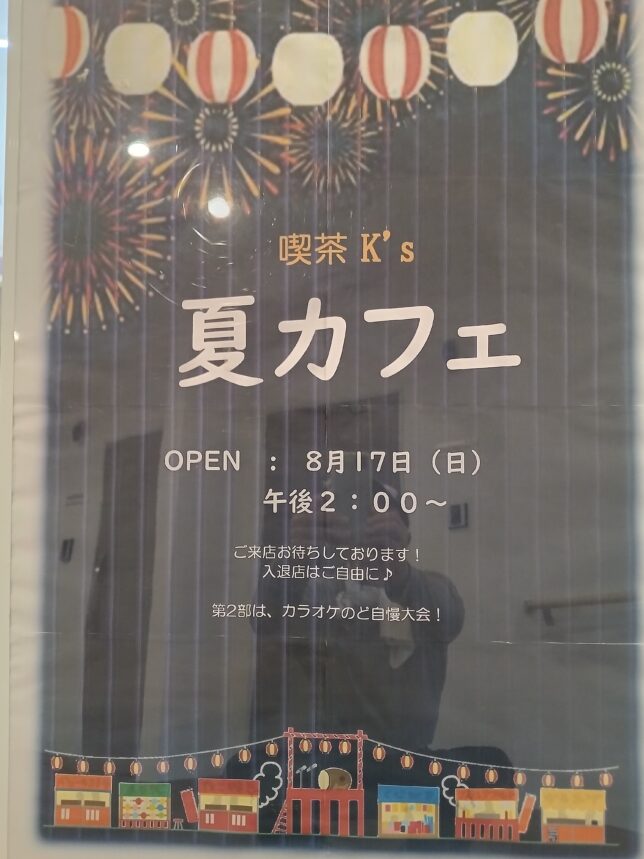 喫茶 K's
夏カフェ
OPEN : 8月17日（日）
午後２：００～
ご来店お待ちしております！
入退店はご自由に♪
第2部は、カラオケのど自慢大会！